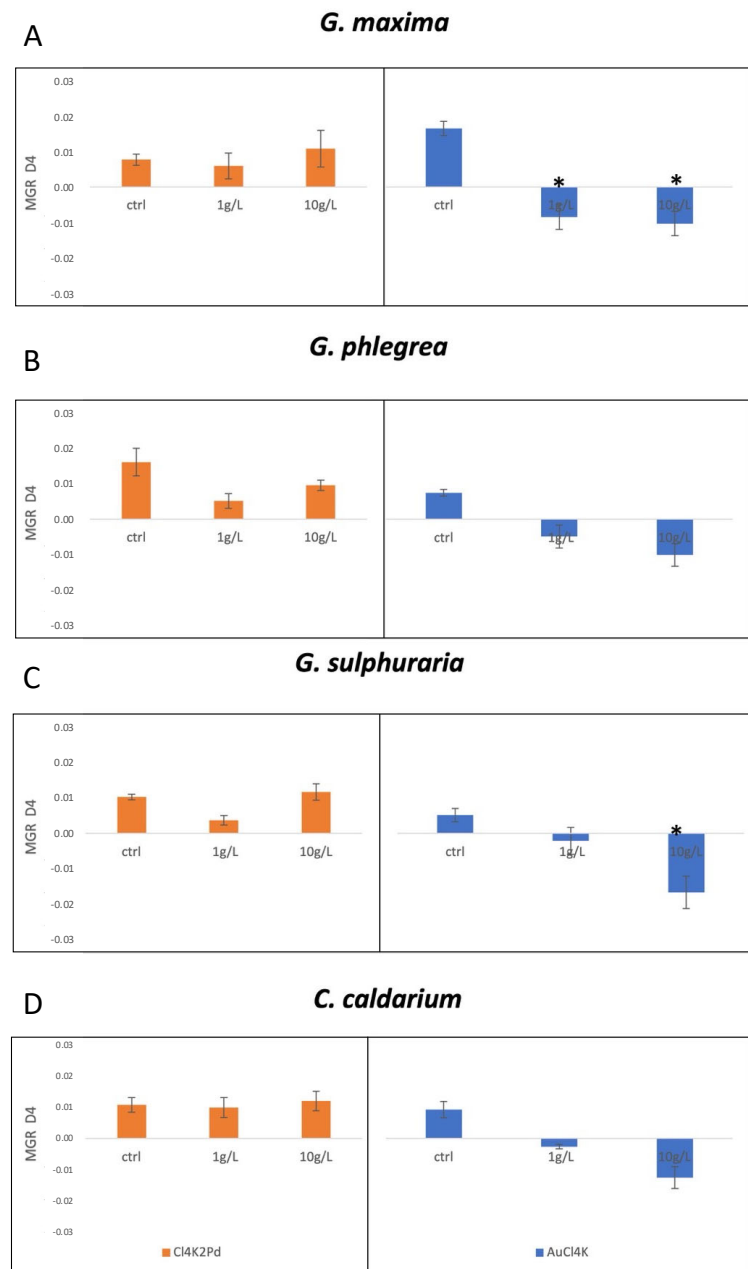 A
G. maxima
0.03
0.02
0.01
0.00
-0.01
-0.02
-0.03
MGR D4
ctrl 1g/L 10g/L
* *
ctrl 1g/L 10g/L
B
G. phlegrea
0.03
0.02
0.01
0.00
-0.01
-0.02
-0.03
MGR D4
ctrl 1g/L 10g/L
ctrl 1g/L 10g/L
C
G. sulphuraria
0.03
0.02
0.01
0.00
-0.01
-0.02
-0.03
MGR D4
ctrl 1g/L 10g/L
*
ctrl 1g/L 10g/L
D
C. caldarium
0.03
0.02
0.01
0.00
-0.01
-0.02
-0.03
MGR D4
ctrl 1g/L 10g/L
ctrl 1g/L 10g/L
Cl4K2Pd
AuCl4K